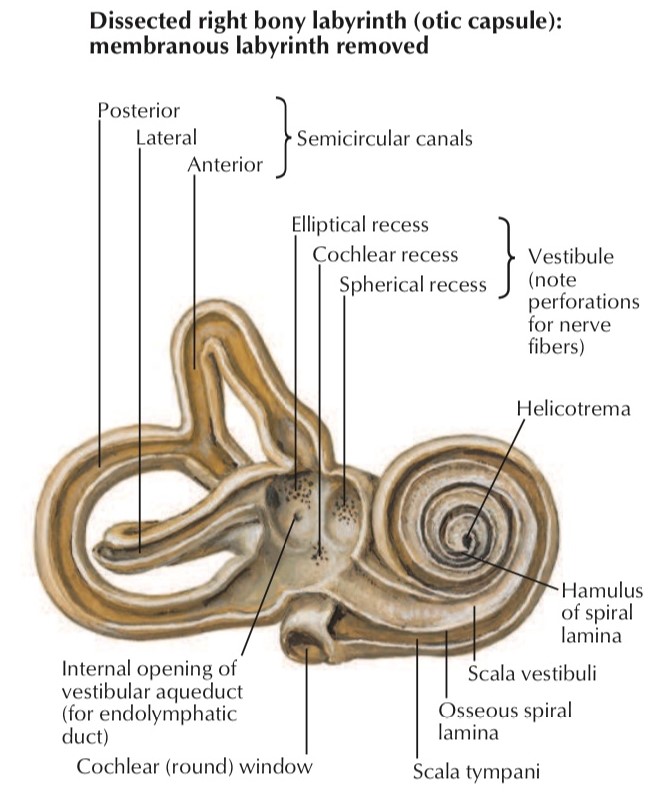 Dissected right bony labyrinth (otic capsule):
membranous labyrinth removed
Posterior
Lateral
Anterior
Semicircular canals
Elliptical recess
Cochlear recess
Spherical recess
Vestibule
(note
perforations
for nerve
fibers)
Helicotrema
Hamulus
of spiral
lamina
Scala vestibuli
Osseous spiral
lamina
Scala tympani
Internal opening of
vestibular aqueduct
(for endolymphatic
duct)
Cochlear (round) window